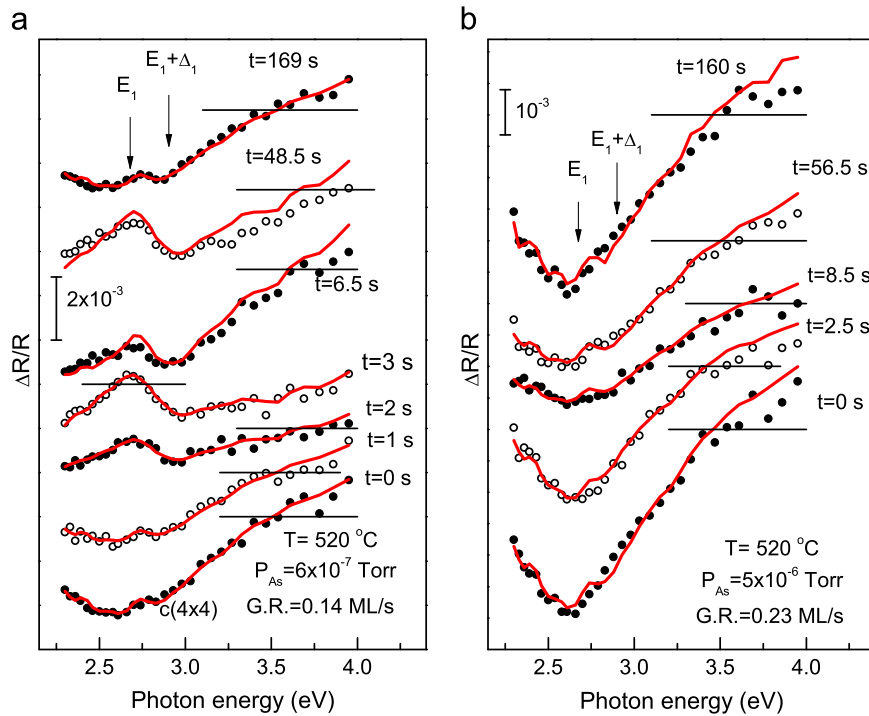 a
ΔR/R
t=169 s
E₁+Δ₁
E₁
t=48.5 s
2x10⁻³
t=6.5 s
t=3 s
t=2 s
t=1 s
t=0 s
T= 520 °C
P_As=6x10⁻⁷ Torr
c(4x4)
G.R.=0.14 ML/s
2.5 3.0 3.5 4.0
Photon energy (eV)
b
ΔR/R
t=160 s
10⁻³
E₁+Δ₁
E₁
t=56.5 s
t=8.5 s
t=2.5 s
t=0 s
T= 520 °C
P_As=5x10⁻⁶ Torr
G.R.=0.23 ML/s
2.5 3.0 3.5 4.0
Photon energy (eV)